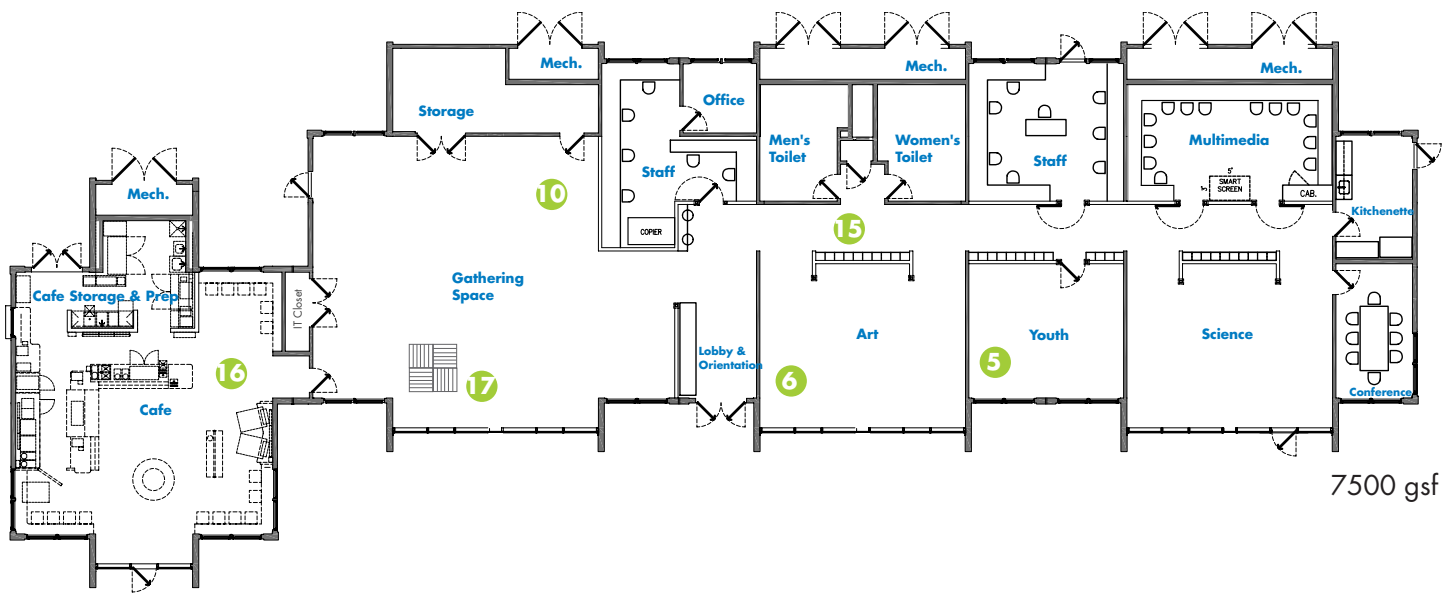 Mech.
Mech.
Mech.
Storage
Office
Men's
Toilet
Women's
Toilet
Staff
Multimedia
Staff
5'
3'
SMART
SCREEN
CAB.
Mech.
10
Kitchenette
COPIER
15
Gathering
Space
Cafe Storage & Prep
IT Closet
Art
Youth
Science
Lobby &
Orientation
5
16
17
6
Conference
Cafe
7500 gsf